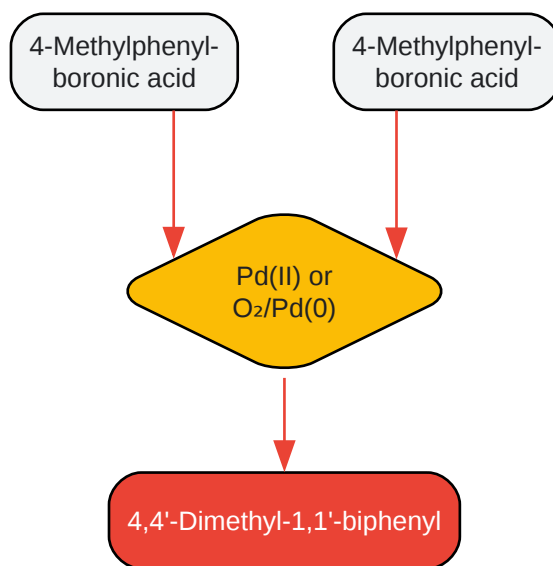 4-Methylphenyl-
boronic acid
4-Methylphenyl-
boronic acid
Pd(II) or
O₂/Pd(0)
4,4'-Dimethyl-1,1'-biphenyl